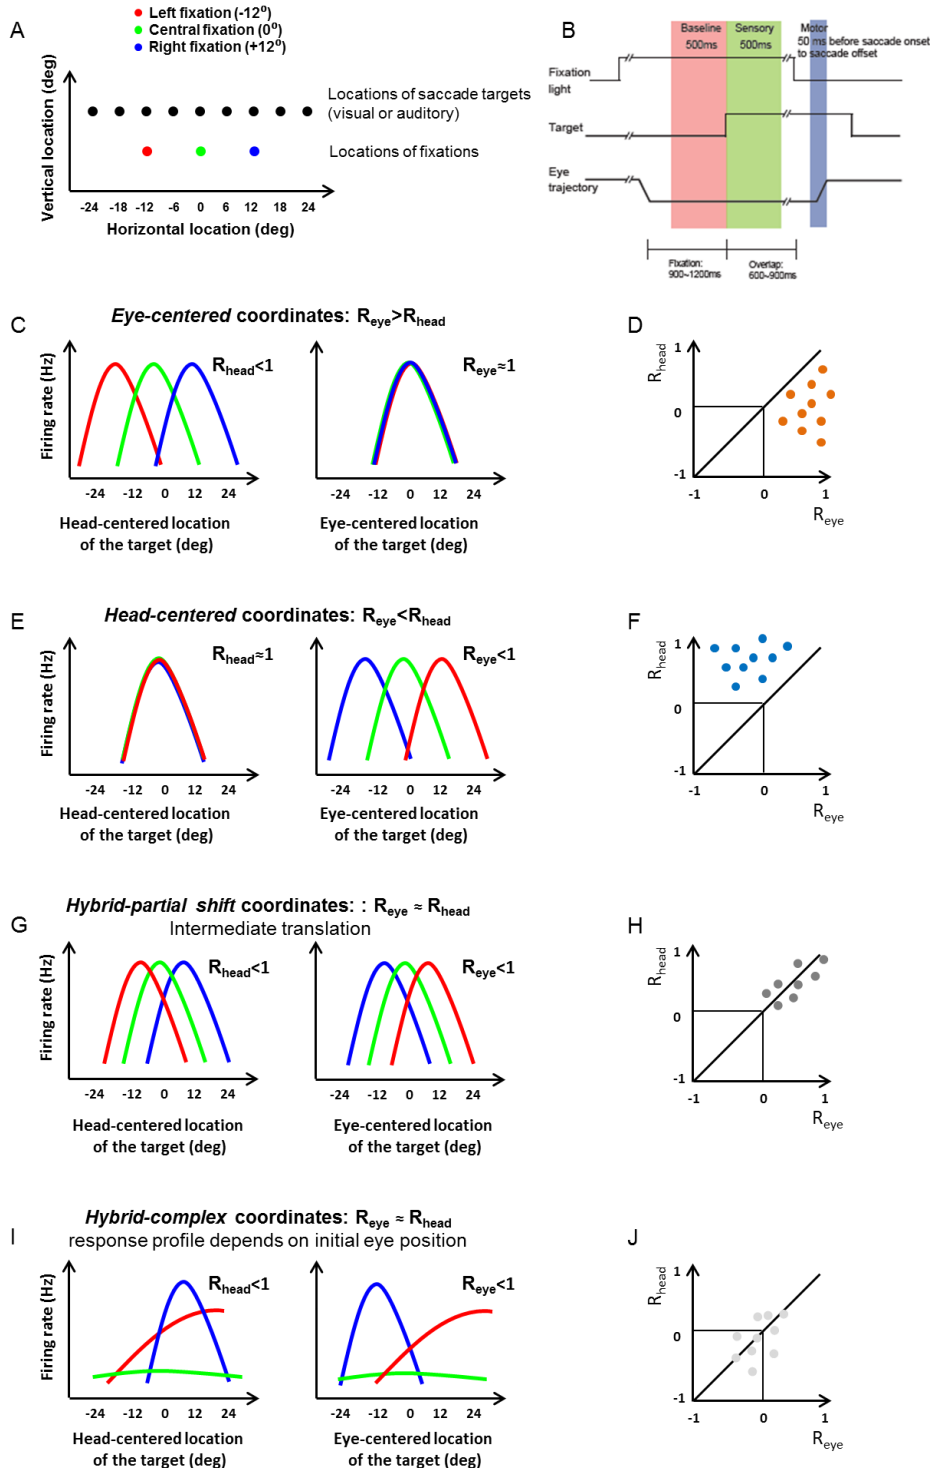 A
Left fixation (-12⁰)
Central fixation (0⁰)
Right fixation (+12⁰)
Vertical location (deg)
Locations of saccade targets
(visual or auditory)
Locations of fixations
-24 -18 -12 -6 0 6 12 18 24
Horizontal location (deg)
B
Baseline
500ms
Sensory
500ms
Motor
50 ms before saccade onset
to saccade offset
Fixation
light
Target
Eye
trajectory
Fixation:
900~1200ms
Overlap:
600~900ms
C
Eye-centered coordinates: Reye>Rhead
Firing rate (Hz)
Rhead<1
-24 -12 0 12 24
Head-centered location
of the target (deg)
Reye≈1
-24 -12 0 12 24
Eye-centered location
of the target (deg)
D
Rhead
1
0
-1
-1 0 1
Reye
E
Head-centered coordinates: Reye<Rhead
Firing rate (Hz)
Rhead≈1
-24 -12 0 12 24
Head-centered location
of the target (deg)
Reye<1
-24 -12 0 12 24
Eye-centered location
of the target (deg)
F
Rhead
1
0
-1
-1 0 1
Reye
G
Hybrid-partial shift coordinates: : Reye ≈ Rhead
Intermediate translation
Firing rate (Hz)
Rhead<1
-24 -12 0 12 24
Head-centered location
of the target (deg)
Reye<1
-24 -12 0 12 24
Eye-centered location
of the target (deg)
H
Rhead
1
0
-1
-1 0 1
Reye
I
Hybrid-complex coordinates: Reye ≈ Rhead
response profile depends on initial eye position
Firing rate (Hz)
Rhead<1
-24 -12 0 12 24
Head-centered location
of the target (deg)
Reye<1
-24 -12 0 12 24
Eye-centered location
of the target (deg)
J
Rhead
1
0
-1
-1 0 1
Reye